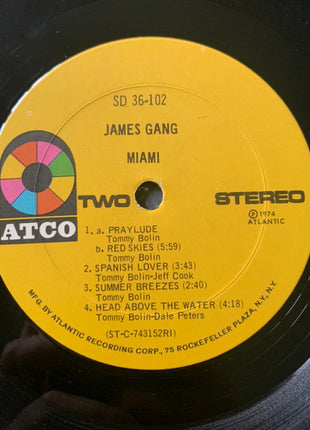 SD 36-102
JAMES GANG
MIAMI
ATCO
TWO
STEREO
℗ 1974
ATLANTIC
1. a. PRAYLUDE
Tommy Bolin
b. RED SKIES (5:59)
Tommy Bolin
2. SPANISH LOVER (3:43)
Tommy Bolin-Jeff Cook
3. SUMMER BREEZES (2:40)
Tommy Bolin
4. HEAD ABOVE THE WATER (4:18)
Tommy Bolin-Dale Peters
(ST-C-743152RI)
MFG. BY ATLANTIC RECORDING CORP., 75 ROCKEFELLER PLAZA, N.Y., N.Y.